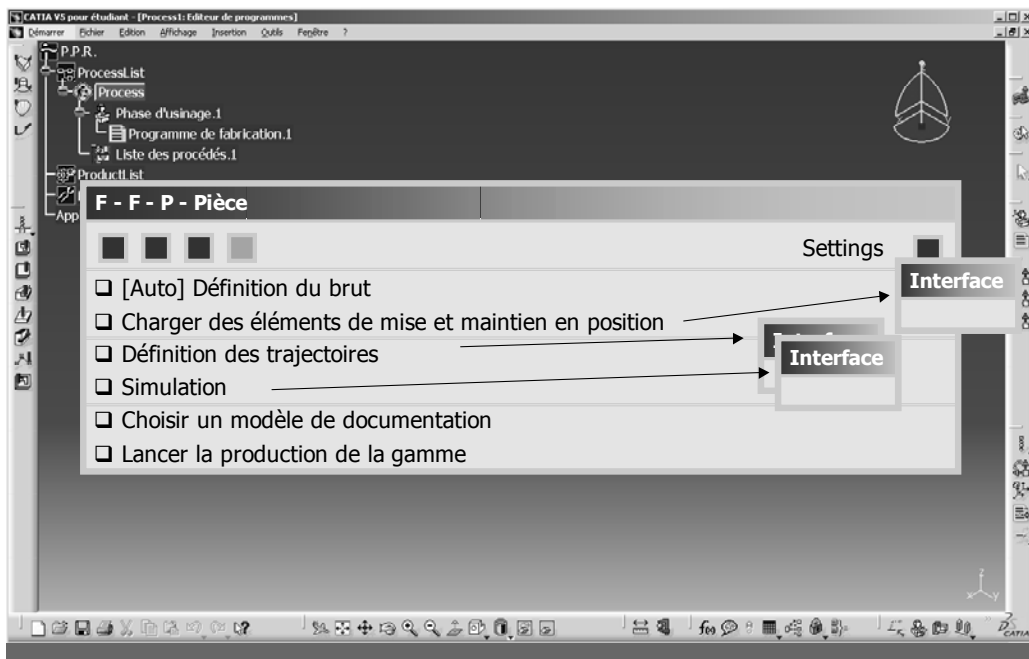 CATIA V5 pour étudiant - [Process1: Editeur de programmes]
Démarrer Fichier Edition Affichage Insertion Outils Fenêtre ?
P.P.R.
ProcessList
Process
Phase d'usinage.1
Programme de fabrication.1
Liste des procédés.1
ProductList
App
F - F - P - Pièce
Settings
Interface
[Auto] Définition du brut
Charger des éléments de mise et maintien en position
Définition des trajectoires
Interface
Simulation
Choisir un modèle de documentation
Lancer la production de la gamme
z
x y
CATIA